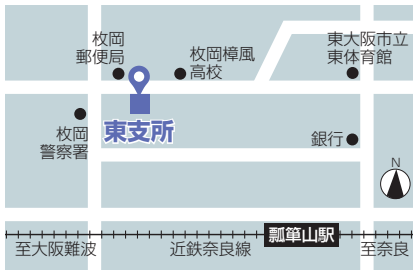 枚岡
郵便局
枚岡樟風
高校
東大阪市立
東体育館
東支所
枚岡
警察署
銀行
N
瓢箪山駅
至大阪難波
近鉄奈良線
至奈良